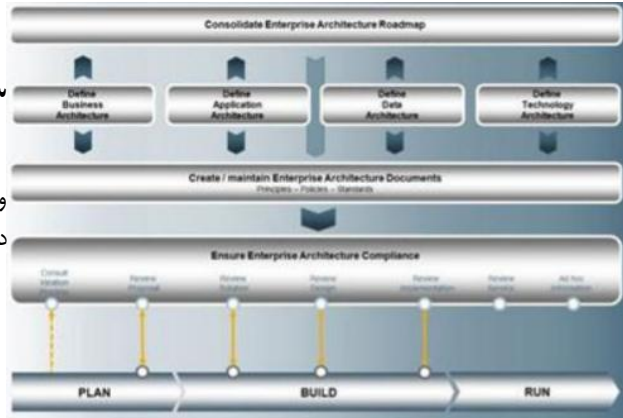 Consolidate Enterprise Architecture Roadmap
Define
Business
Architecture
Define
Application
Architecture
Define
Data
Architecture
Define
Technology
Architecture
Create / maintain Enterprise Architecture Documents
Principles – Policies – Standards
Ensure Enterprise Architecture Compliance
Consult
Ideation
Review
Proposal
Review
Solution
Review
Design
Review
Implementation
Review
Service
Ad hoc
Information
PLAN
BUILD
RUN
و